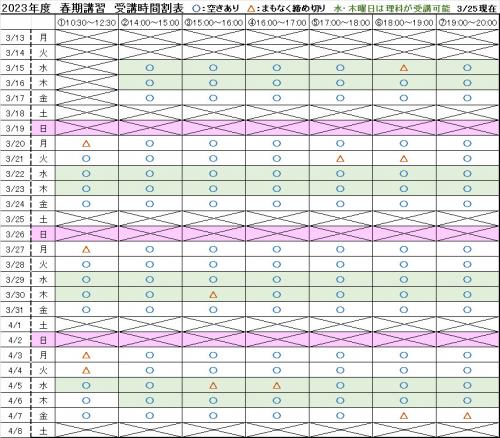 2023年度 春期講習 受講時間割表 ○:空きあり △:まもなく締め切り 水・木曜日は理科が受講可能 3/25現在
①10:30～12:30 ②14:00～15:00 ③15:00～16:00 ④16:00～17:00 ⑤17:00～18:00 ⑥18:00～19:00 ⑦19:00～20:00
3/13 月
3/14 火
3/15 水 ○ ○ ○ ○ △ ○
3/16 木 ○ ○ ○ ○ ○ ○
3/17 金 ○ ○ ○ ○ ○ ○
3/18 土
3/19 日
3/20 月 △ ○ ○ ○ ○ ○ ○
3/21 火 ○ ○ ○ ○ △ △ ○
3/22 水 ○ ○ ○ ○ ○ ○ ○
3/23 木 ○ ○ ○ ○ ○ ○ ○
3/24 金 ○ ○ ○ ○ ○ ○ ○
3/25 土
3/26 日
3/27 月 △ ○ ○ ○ ○ ○ ○
3/28 火 ○ ○ ○ ○ ○ ○ ○
3/29 水 ○ ○ ○ ○ ○ ○ ○
3/30 木 ○ ○ △ ○ ○ ○ ○
3/31 金 ○ ○ ○ ○ ○ ○ ○
4/1 土
4/2 日
4/3 月 △ ○ ○ ○ ○ ○ ○
4/4 火 △ ○ ○ ○ ○ ○ ○
4/5 水 ○ ○ △ △ ○ ○ ○
4/6 木 ○ ○ ○ ○ ○ ○ ○
4/7 金 ○ ○ ○ ○ ○ △ △
4/8 土